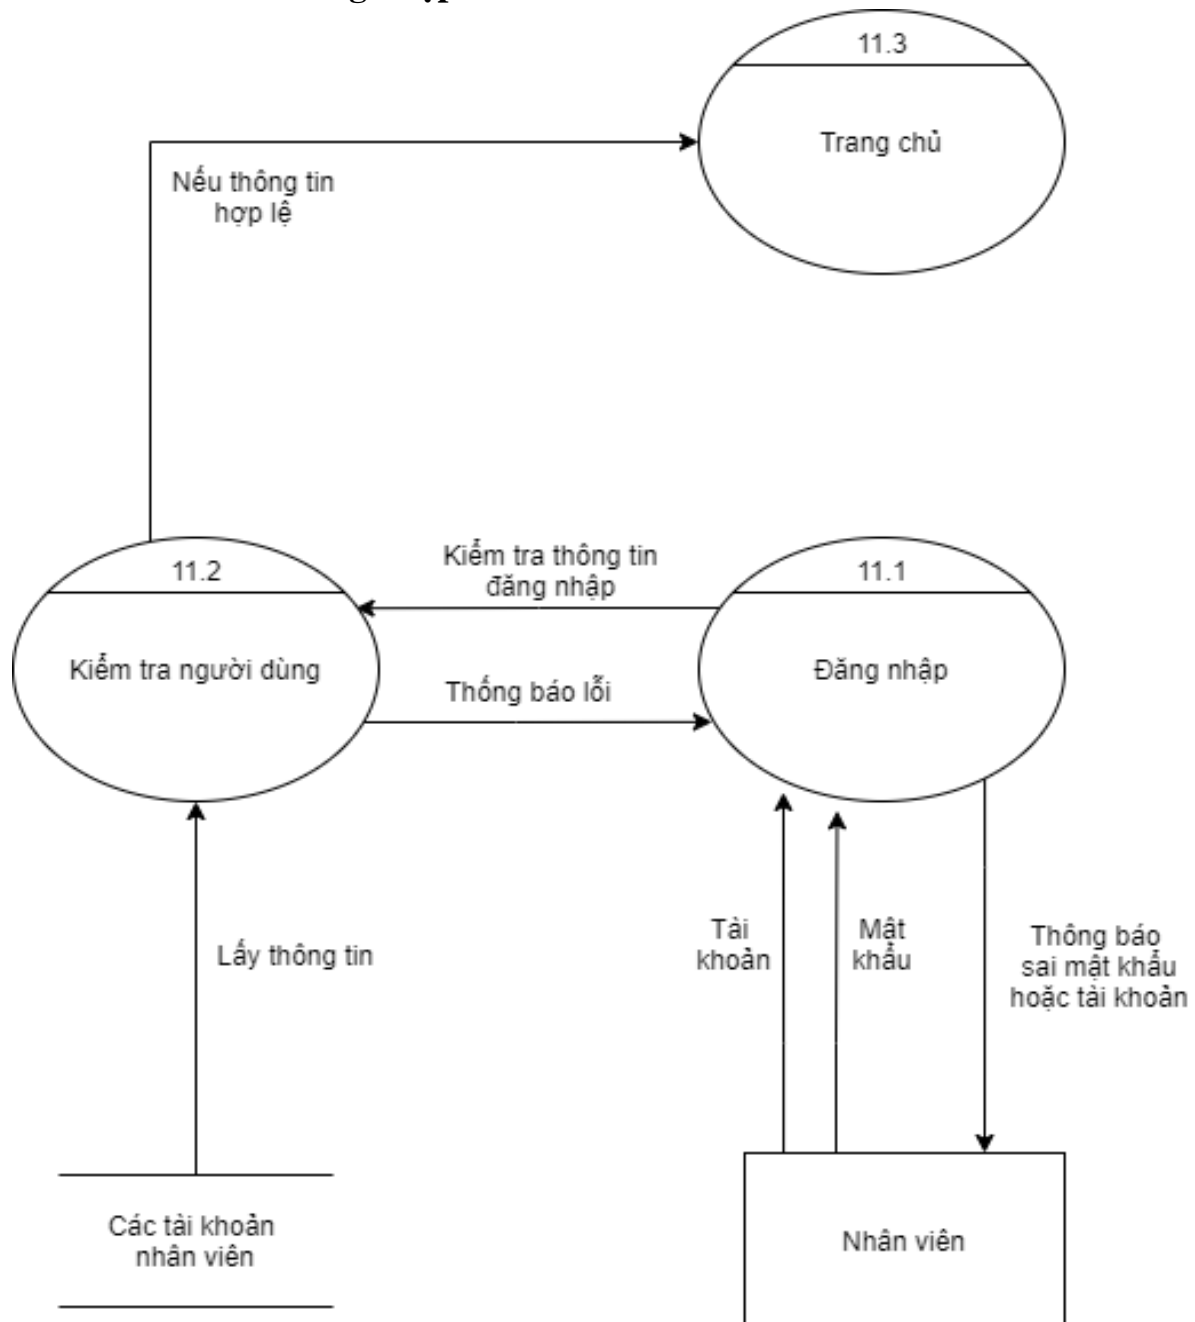 11.3
Trang chủ
Nếu thông tin
hợp lệ
11.2
Kiểm tra người dùng
Kiểm tra thông tin
đăng nhập
Thống báo lỗi
11.1
Đăng nhập
Lấy thông tin
Tài
khoản
Mật
khẩu
Thông báo
sai mật khẩu
hoặc tài khoản
Các tài khoản
nhân viên
Nhân viên